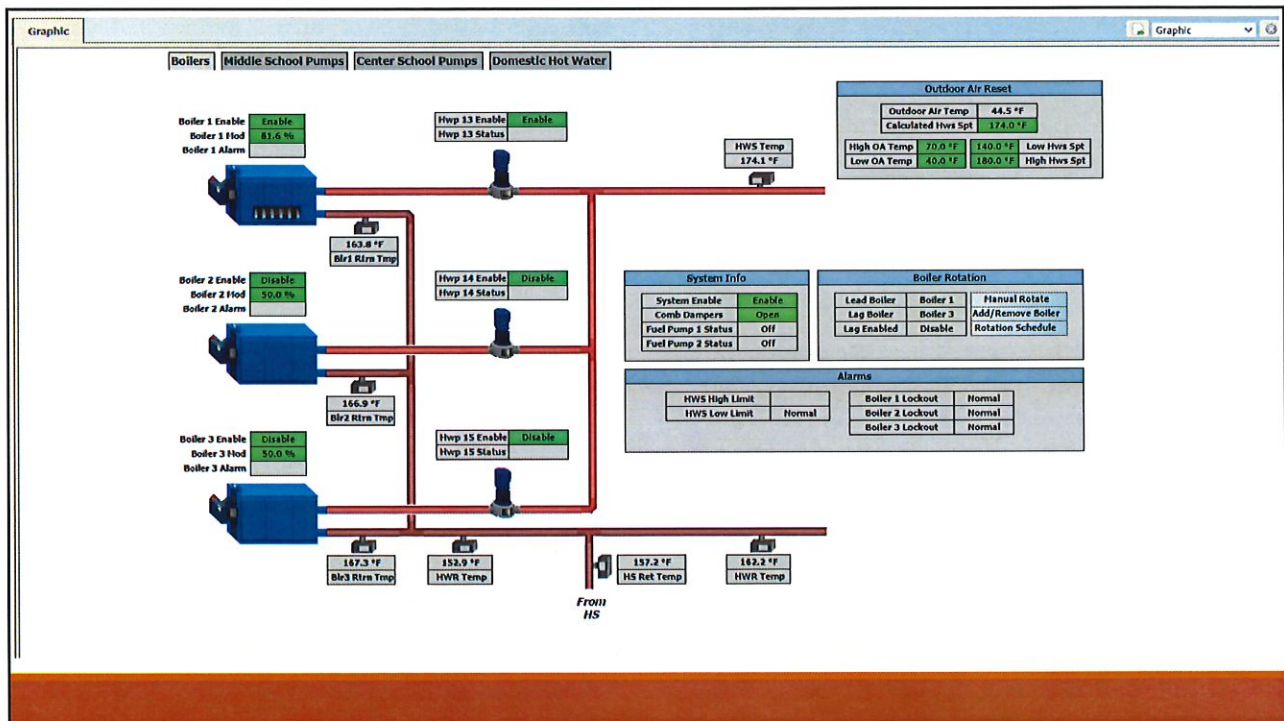 Graphic
Graphic
Boilers Middle School Pumps Center School Pumps Domestic Hot Water
Boiler 1 Enable Enable
Boiler 1 Mod 81.6 %
Boiler 1 Alarm
Hwp 13 Enable Enable
Hwp 13 Status
HWS Temp
174.1 °F
Outdoor Air Reset
Outdoor Air Temp 44.5 °F
Calculated Hws Spt 174.0 °F
High OA Temp 70.0 °F 140.0 °F Low Hws Spt
Low OA Temp 40.0 °F 180.0 °F High Hws Spt
163.8 °F
Blr1 Rtrn Tmp
Boiler 2 Enable Disable
Boiler 2 Mod 50.0 %
Boiler 2 Alarm
Hwp 14 Enable Disable
Hwp 14 Status
System Info
System Enable Enable
Comb Dampers Open
Fuel Pump 1 Status Off
Fuel Pump 2 Status Off
Boiler Rotation
Lead Boiler Boiler 1 Manual Rotate
Lag Boiler Boiler 3 Add/Remove Boiler
Lag Enabled Disable Rotation Schedule
166.9 °F
Blr2 Rtrn Tmp
Alarms
HWS High Limit
HWS Low Limit Normal
Boiler 1 Lockout Normal
Boiler 2 Lockout Normal
Boiler 3 Lockout Normal
Boiler 3 Enable Disable
Boiler 3 Mod 50.0 %
Boiler 3 Alarm
Hwp 15 Enable Disable
Hwp 15 Status
167.3 °F
Blr3 Rtrn Tmp
152.9 °F
HWR Temp
157.2 °F
HS Ret Temp
162.2 °F
HWR Temp
From
HS